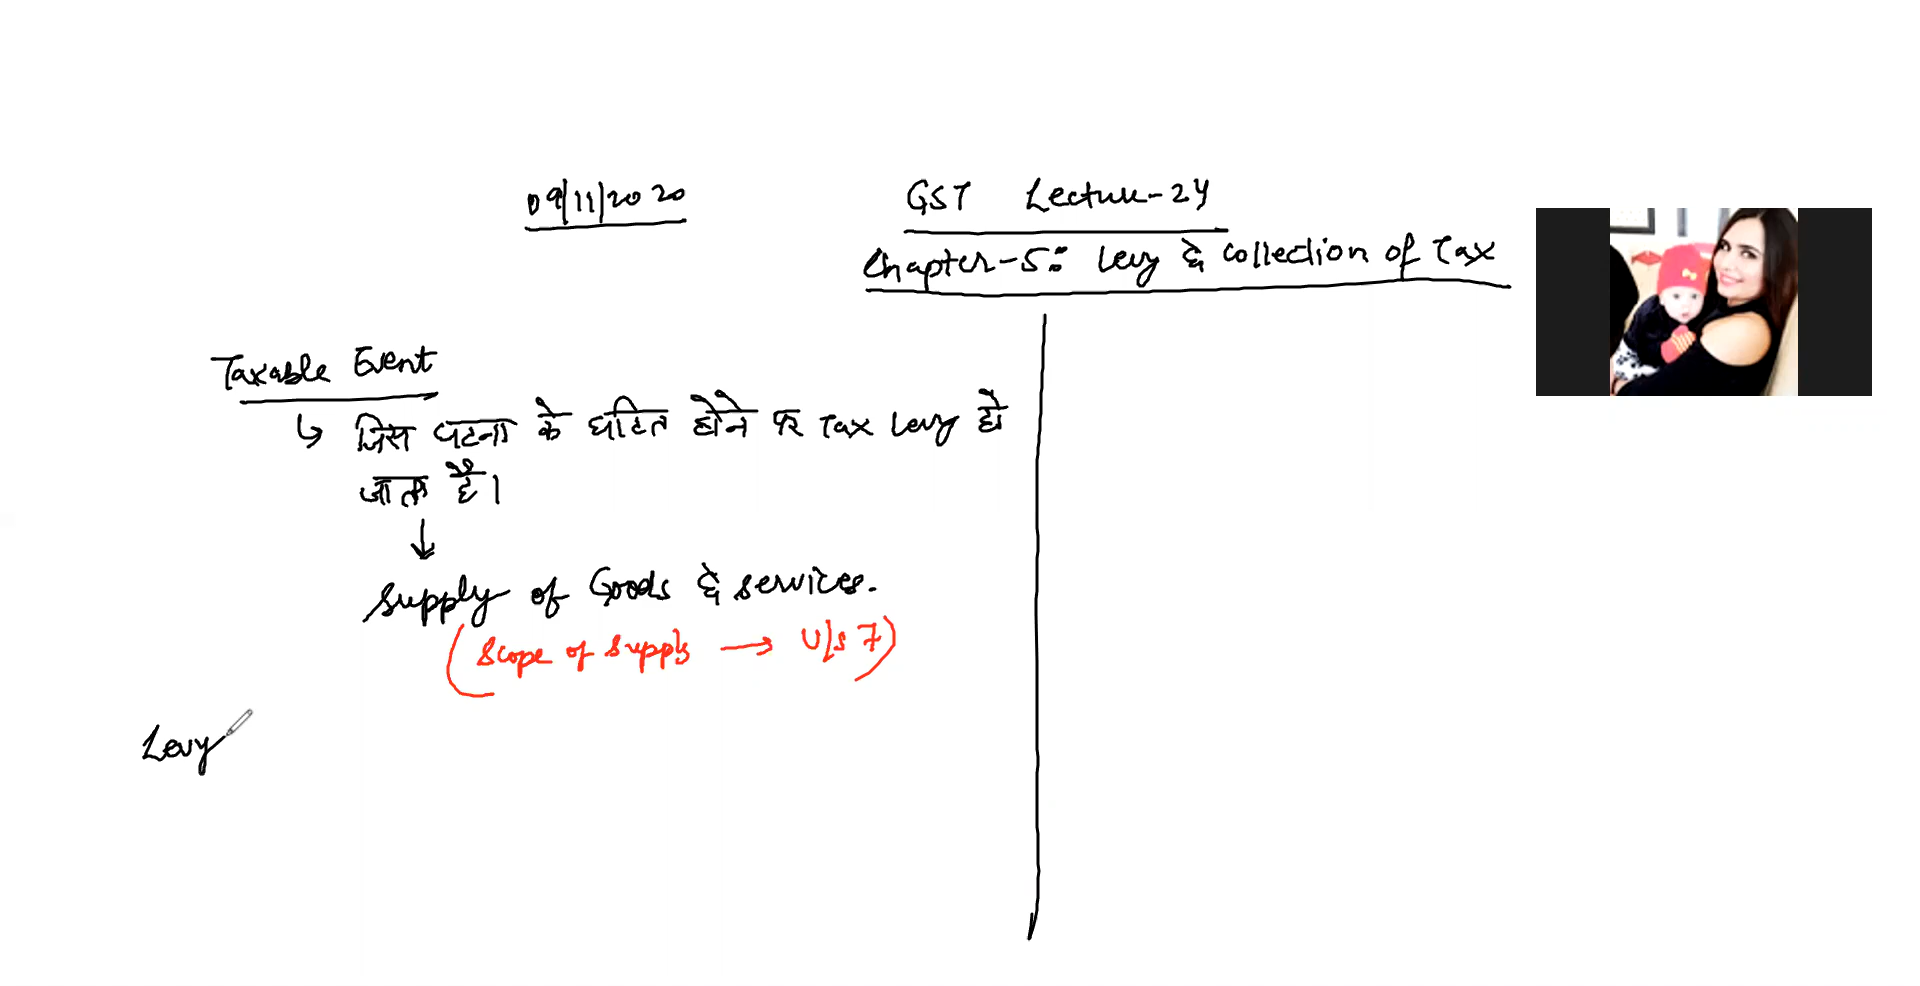 09/11/2020
GST Lecture-24
Chapter-5: Levy & collection of Tax
Taxable Event
↳ जिस घटना के घटित होने पर Tax Levy हो
जाता है।
↓
Supply of Goods & services.
(Scope of supply → U/s 7)
Levy